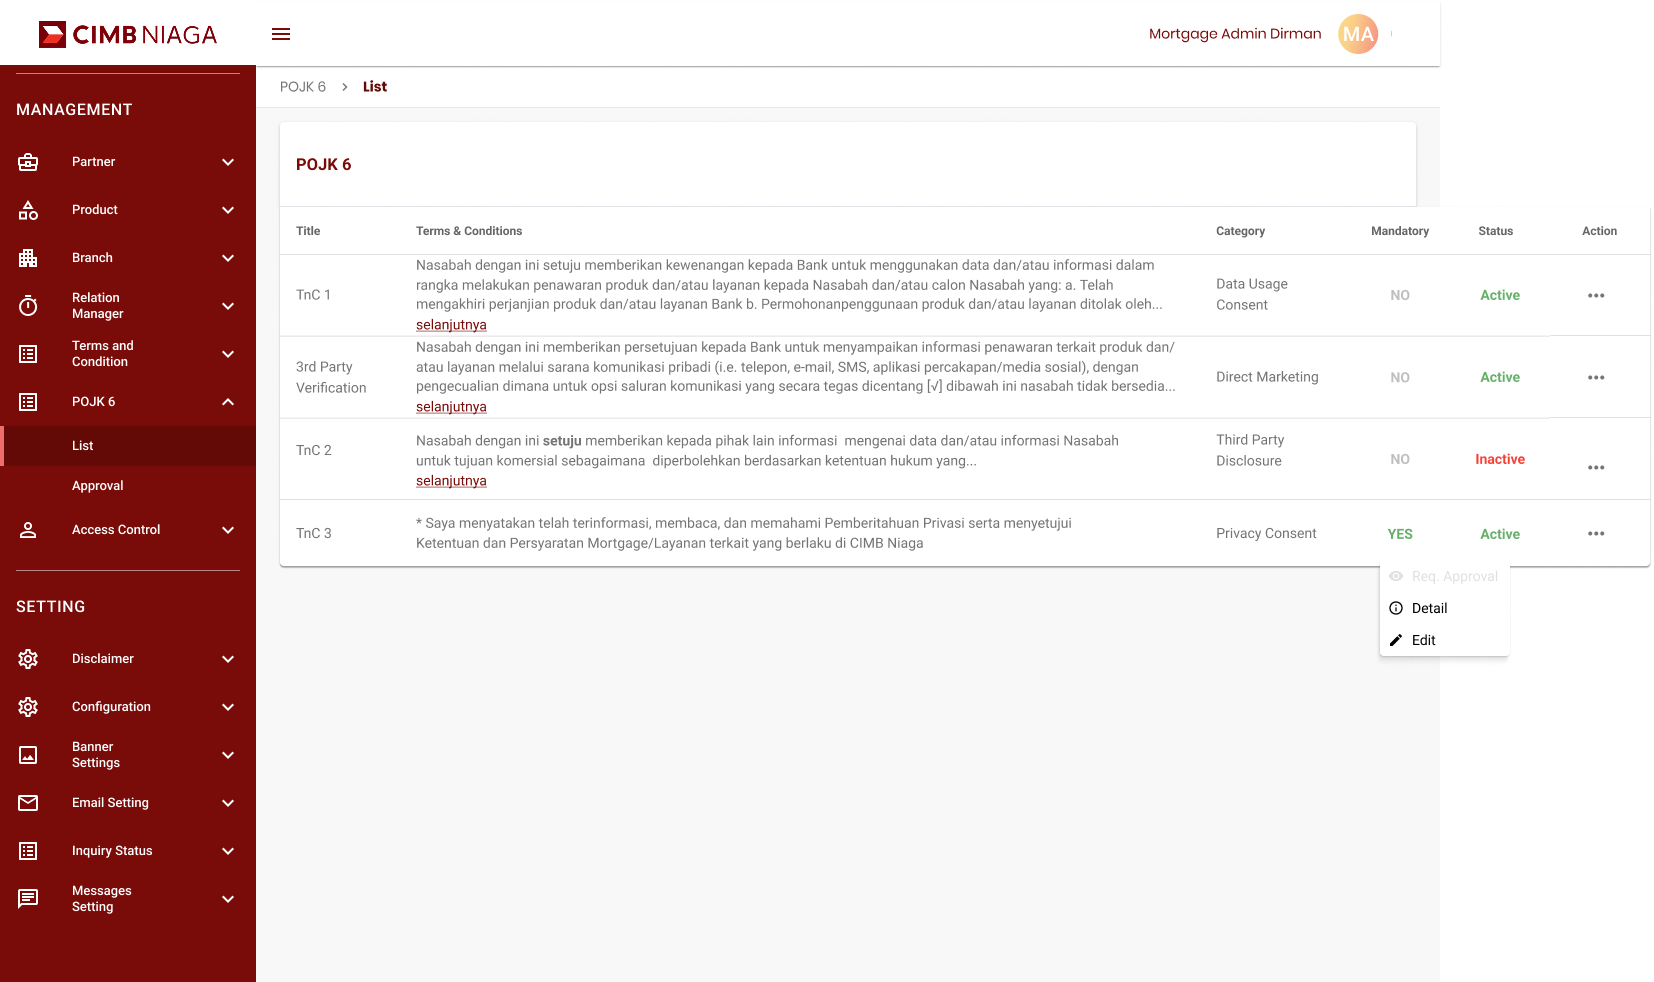 CIMB NIAGA
Mortgage Admin Dirman
MA
POJK 6 > List
MANAGEMENT
Partner
Product
Branch
Relation
Manager
Terms and
Condition
POJK 6
List
Approval
Access Control
SETTING
Disclaimer
Configuration
Banner
Settings
Email Setting
Inquiry Status
Messages
Setting
POJK 6
Title Terms & Conditions Category Mandatory Status Action
TnC 1
Nasabah dengan ini setuju memberikan kewenangan kepada Bank untuk menggunakan data dan/atau informasi dalam
rangka melakukan penawaran produk dan/atau layanan kepada Nasabah dan/atau calon Nasabah yang: a. Telah
mengakhiri perjanjian produk dan/atau layanan Bank b. Permohonanpenggunaan produk dan/atau layanan ditolak oleh...
selanjutnya
Data Usage
Consent
NO
Active
3rd Party
Verification
Nasabah dengan ini memberikan persetujuan kepada Bank untuk menyampaikan informasi penawaran terkait produk dan/
atau layanan melalui sarana komunikasi pribadi (i.e. telepon, e-mail, SMS, aplikasi percakapan/media sosial), dengan
pengecualian dimana untuk opsi saluran komunikasi yang secara tegas dicentang [√] dibawah ini nasabah tidak bersedia...
selanjutnya
Direct Marketing
NO
Active
TnC 2
Nasabah dengan ini setuju memberikan kepada pihak lain informasi  mengenai data dan/atau informasi Nasabah
untuk tujuan komersial sebagaimana  diperbolehkan berdasarkan ketentuan hukum yang...
selanjutnya
Third Party
Disclosure
NO
Inactive
TnC 3
* Saya menyatakan telah terinformasi, membaca, dan memahami Pemberitahuan Privasi serta menyetujui
Ketentuan dan Persyaratan Mortgage/Layanan terkait yang berlaku di CIMB Niaga
Privacy Consent
YES
Active
Req. Approval
Detail
Edit